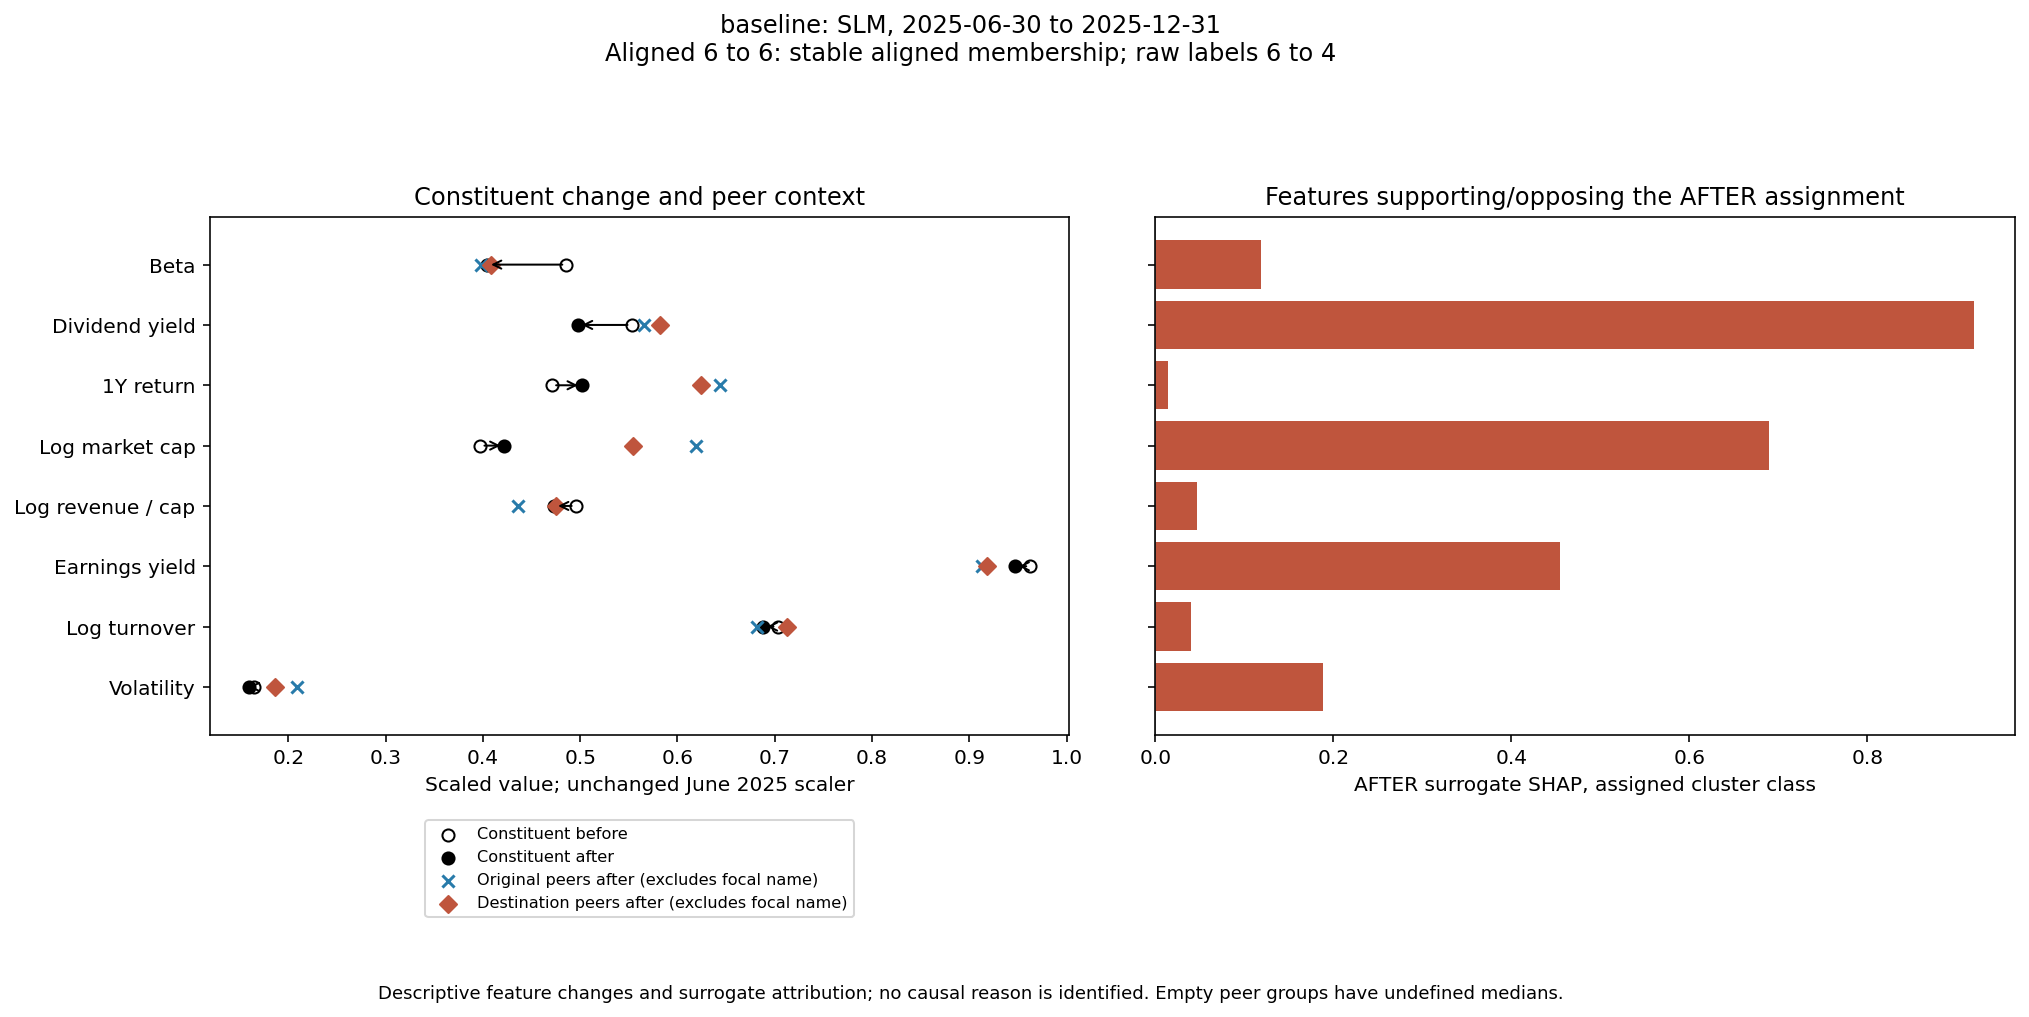 baseline: SLM, 2025-06-30 to 2025-12-31
Aligned 6 to 6: stable aligned membership; raw labels 6 to 4
Constituent change and peer context
Beta
Dividend yield
1Y return
Log market cap
Log revenue / cap
Earnings yield
Log turnover
Volatility
0.2 0.3 0.4 0.5 0.6 0.7 0.8 0.9 1.0
Scaled value; unchanged June 2025 scaler
Constituent before
Constituent after
Original peers after (excludes focal name)
Destination peers after (excludes focal name)
Features supporting/opposing the AFTER assignment
0.0 0.2 0.4 0.6 0.8
AFTER surrogate SHAP, assigned cluster class
Descriptive feature changes and surrogate attribution; no causal reason is identified. Empty peer groups have undefined medians.